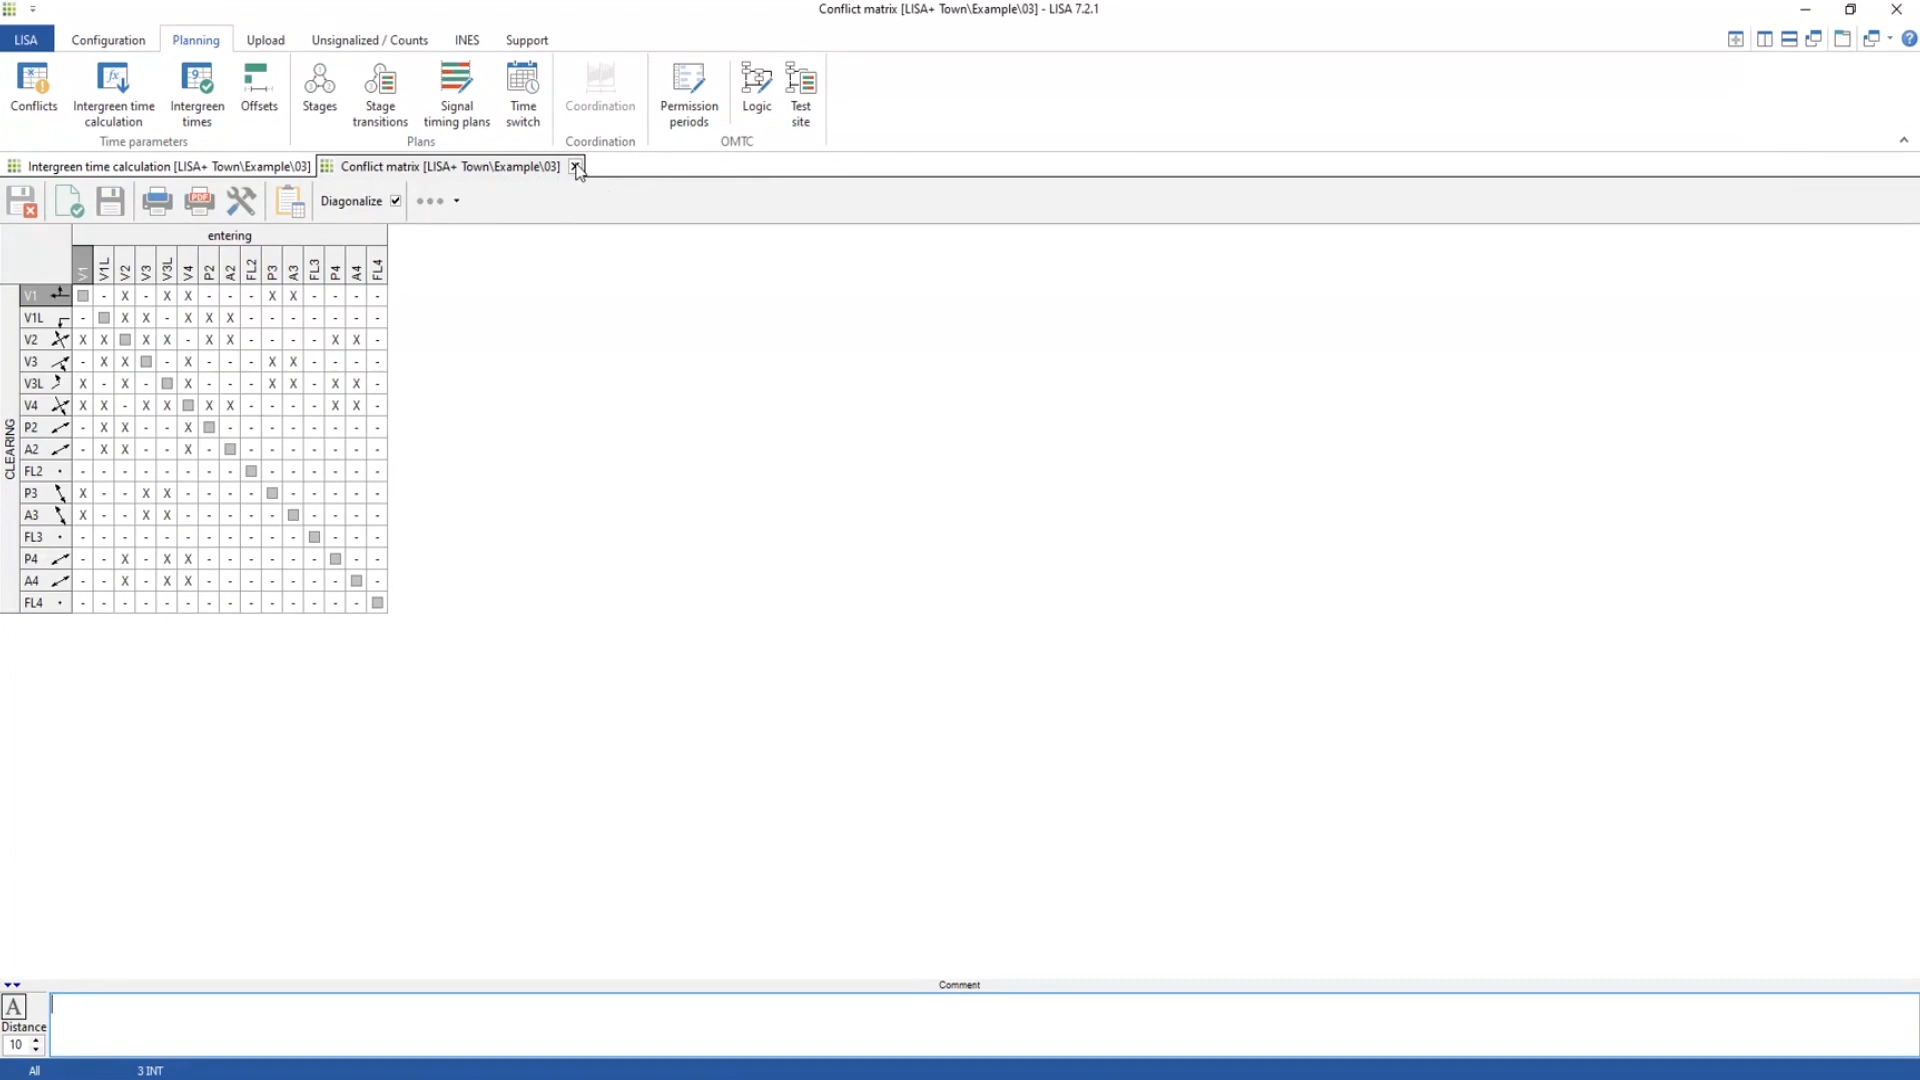 Conflict matrix [LISA+ Town\Example\03] - LISA 7.2.1
LISA Configuration Planning Upload Unsignalized / Counts INES Support
Conflicts Intergreen time calculation Intergreen times Offsets Stages Stage transitions Signal timing plans Time switch Coordination Permission periods Logic Test site
Time parameters Plans Coordination OMTC
Intergreen time calculation [LISA+ Town\Example\03] Conflict matrix [LISA+ Town\Example\03]
PDF Diagonalize
entering
V1 V1L V2 V3 V3L V4 P2 A2 FL2 P3 A3 FL3 P4 A4 FL4
CLEARING
V1 - X - X X - - - X X - - - -
V1L - X X - X X X - - - - - - -
V2 X X X X - X X - - - - X X -
V3 - X X - X - - - X X - - - -
V3L X - X - X - - - X X - X X -
V4 X X - X X X X - - - - X X -
P2 - X X - - X - - - - - - - -
A2 - X X - - X - - - - - - - -
FL2 - - - - - - - - - - - - - -
P3 X - - X X - - - - - - - - -
A3 X - - X X - - - - - - - - -
FL3 - - - - - - - - - - - - - -
P4 - - X - X X - - - - - - - -
A4 - - X - X X - - - - - - - -
FL4 - - - - - - - - - - - - - -
Comment
A
Distance
10
All 3 INT